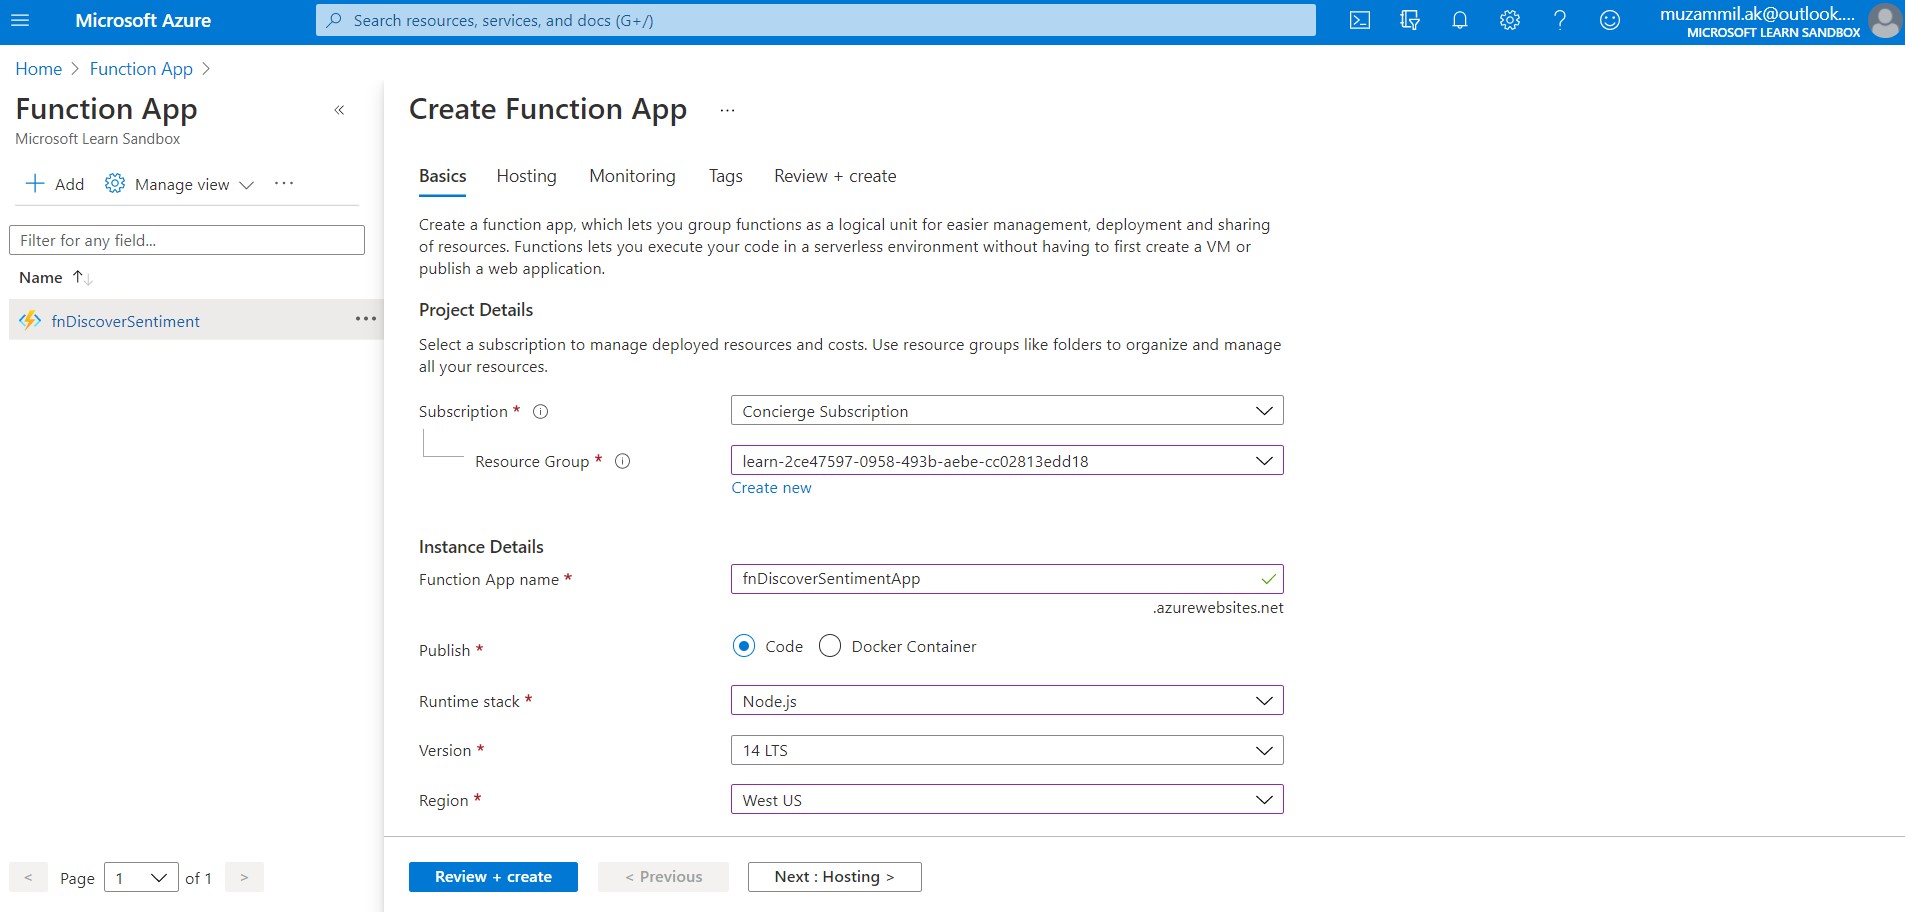 Microsoft Azure
Search resources, services, and docs (G+/)
muzammil.ak@outlook....
MICROSOFT LEARN SANDBOX
Home > Function App >
Function App
«
Microsoft Learn Sandbox
+ Add
Manage view
...
Filter for any field...
Name ↑↓
fnDiscoverSentiment
...
< Page 1 of 1 >
Create Function App ...
Basics
Hosting
Monitoring
Tags
Review + create
Create a function app, which lets you group functions as a logical unit for easier management, deployment and sharing
of resources. Functions lets you execute your code in a serverless environment without having to first create a VM or
publish a web application.
Project Details
Select a subscription to manage deployed resources and costs. Use resource groups like folders to organize and manage
all your resources.
Subscription * Concierge Subscription
Resource Group * learn-2ce47597-0958-493b-aebe-cc02813edd18
Create new
Instance Details
Function App name * fnDiscoverSentimentApp
.azurewebsites.net
Publish * Code Docker Container
Runtime stack * Node.js
Version * 14 LTS
Region * West US
Review + create
< Previous
Next : Hosting >